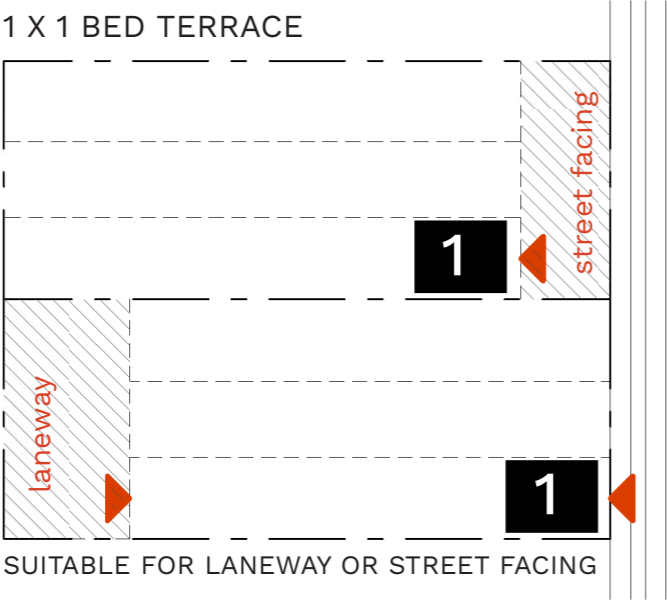 1 X 1 BED TERRACE
street facing
1
laneway
1
SUITABLE FOR LANEWAY OR STREET FACING